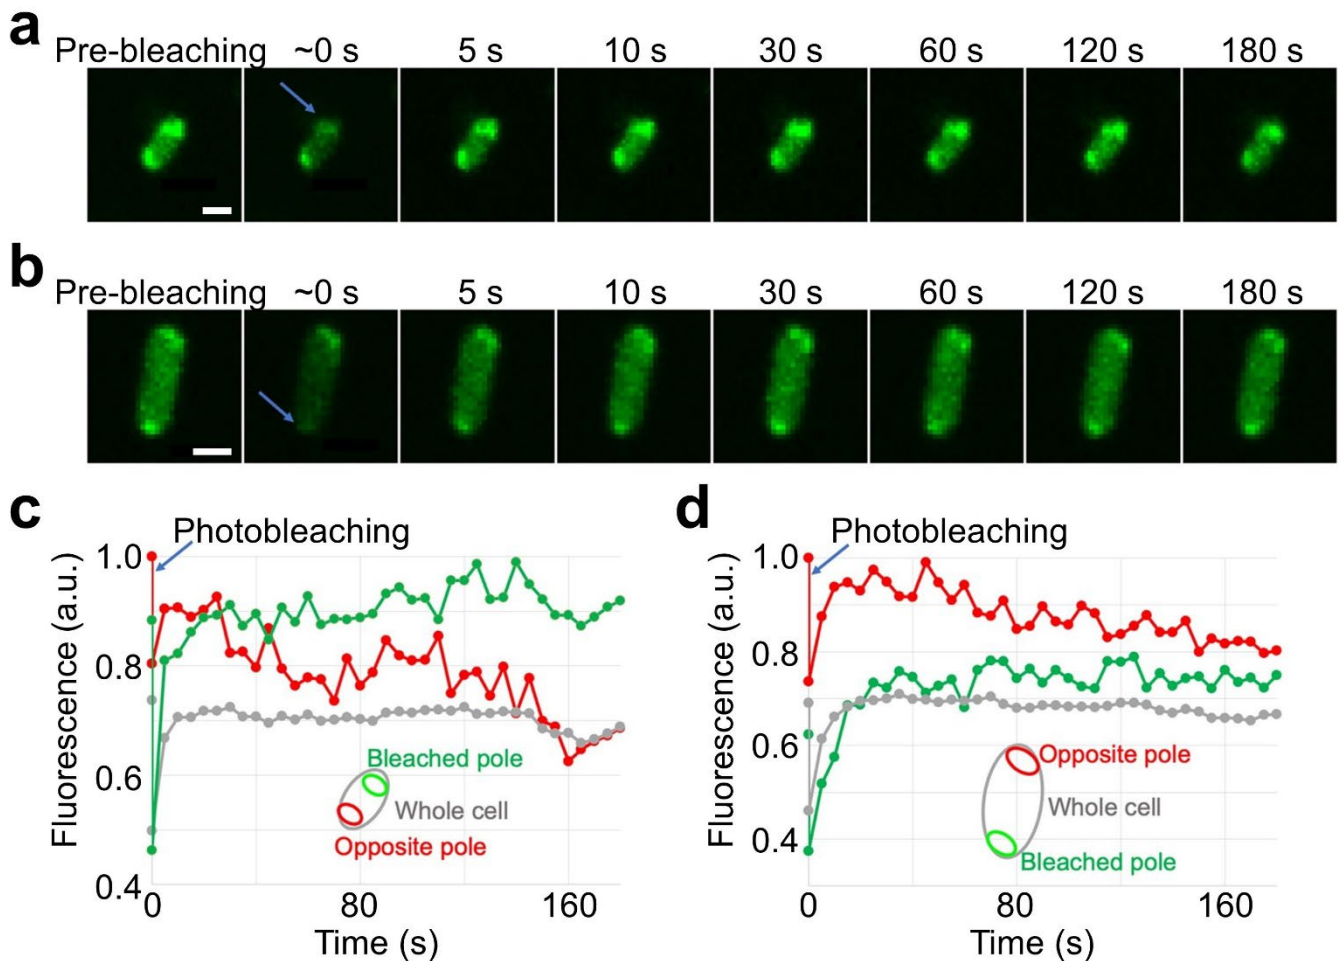 a
Pre-bleaching ~0 s 5 s 10 s 30 s 60 s 120 s 180 s
b
Pre-bleaching ~0 s 5 s 10 s 30 s 60 s 120 s 180 s
c
Photobleaching
Fluorescence (a.u.)
1.0
0.8
0.6
0.4
Bleached pole
Whole cell
Opposite pole
0 80 160
Time (s)
d
Photobleaching
Fluorescence (a.u.)
1.0
0.8
0.6
0.4
Opposite pole
Whole cell
Bleached pole
0 80 160
Time (s)